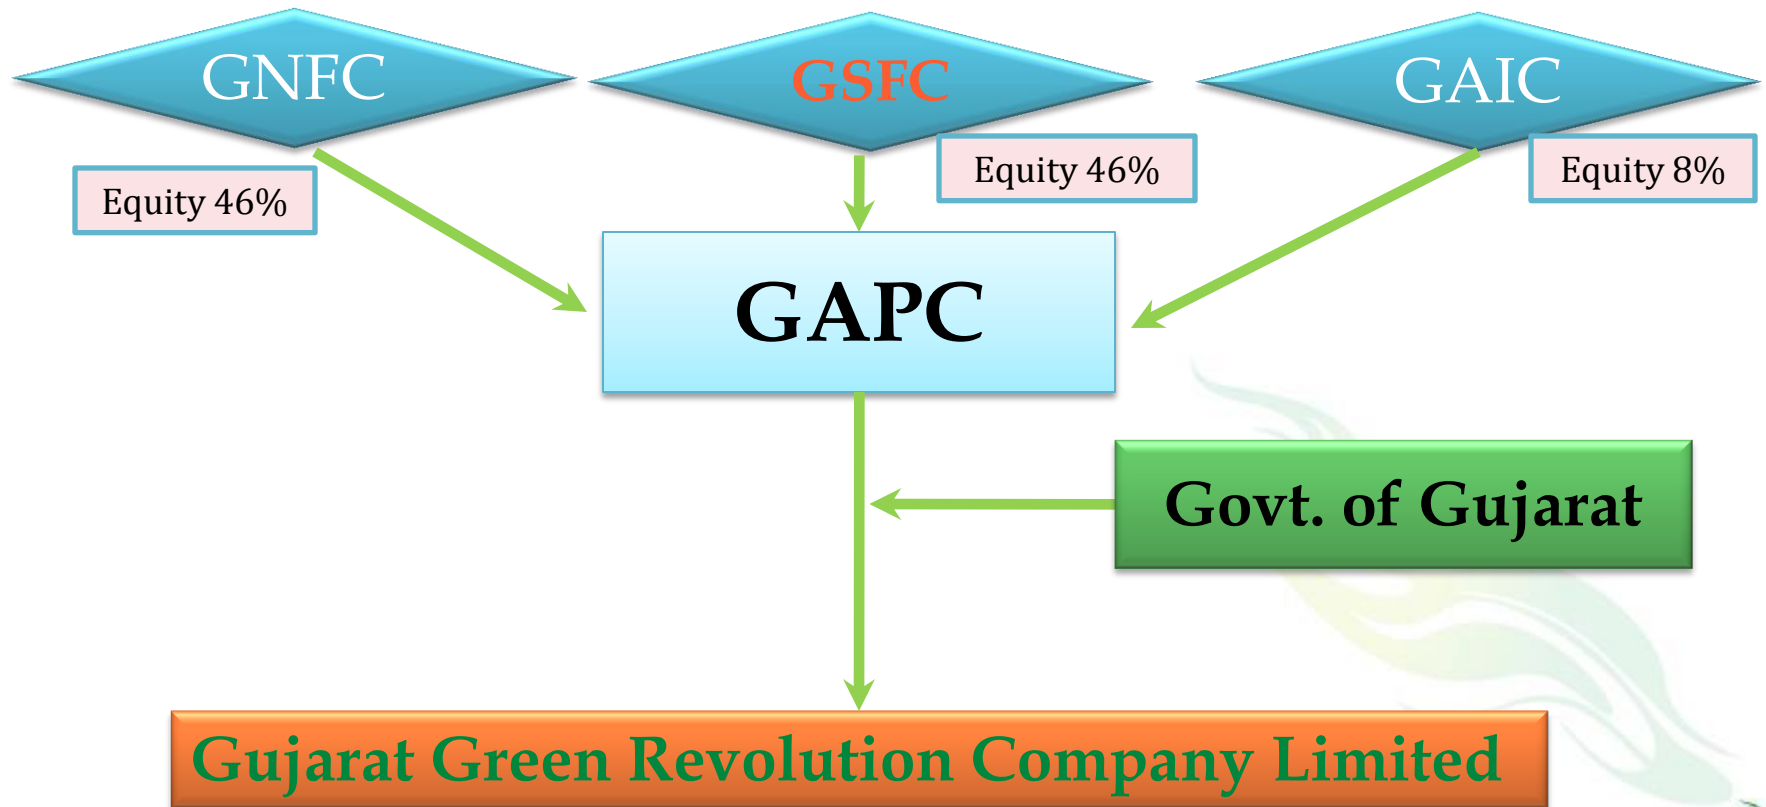 GNFC
GSFC
GAIC
Equity 46%
Equity 46%
Equity 8%
GAPC
Govt. of Gujarat
Gujarat Green Revolution Company Limited